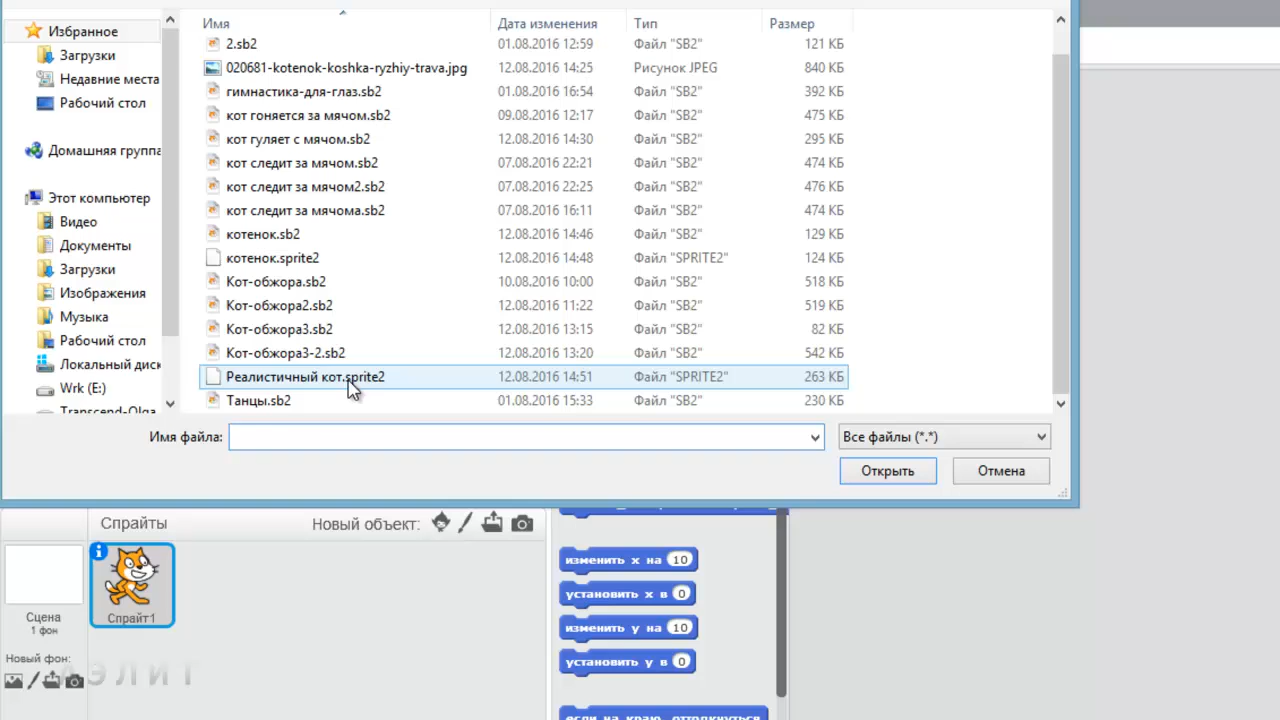 Избранное
Загрузки
Недавние места
Рабочий стол
Домашняя группа
Этот компьютер
Видео
Документы
Загрузки
Изображения
Музыка
Рабочий стол
Локальный диск
Wrk (E:)
Transcend-Olga
Имя Дата изменения Тип Размер
2.sb2 01.08.2016 12:59 Файл "SB2" 121 КБ
020681-kotenok-koshka-ryzhiy-trava.jpg 12.08.2016 14:25 Рисунок JPEG 840 КБ
гимнастика-для-глаз.sb2 01.08.2016 16:54 Файл "SB2" 392 КБ
кот гоняется за мячом.sb2 09.08.2016 12:17 Файл "SB2" 475 КБ
кот гуляет с мячом.sb2 12.08.2016 14:30 Файл "SB2" 295 КБ
кот следит за мячом.sb2 07.08.2016 22:21 Файл "SB2" 474 КБ
кот следит за мячом2.sb2 07.08.2016 22:25 Файл "SB2" 476 КБ
кот следит за мячома.sb2 07.08.2016 16:11 Файл "SB2" 474 КБ
котенок.sb2 12.08.2016 14:46 Файл "SB2" 129 КБ
котенок.sprite2 12.08.2016 14:48 Файл "SPRITE2" 124 КБ
Кот-обжора.sb2 10.08.2016 10:00 Файл "SB2" 518 КБ
Кот-обжора2.sb2 12.08.2016 11:22 Файл "SB2" 519 КБ
Кот-обжора3.sb2 12.08.2016 13:15 Файл "SB2" 82 КБ
Кот-обжора3-2.sb2 12.08.2016 13:20 Файл "SB2" 542 КБ
Реалистичный кот.sprite2 12.08.2016 14:51 Файл "SPRITE2" 263 КБ
Танцы.sb2 01.08.2016 15:33 Файл "SB2" 230 КБ
Имя файла: Все файлы (*.*)
Открыть Отмена
Спрайты Новый объект:
Спрайт1
Сцена
1 фон
Новый фон:
АЭЛИТ
изменить x на 10
установить x в 0
изменить y на 10
установить y в 0
если на краю, оттолкнуться